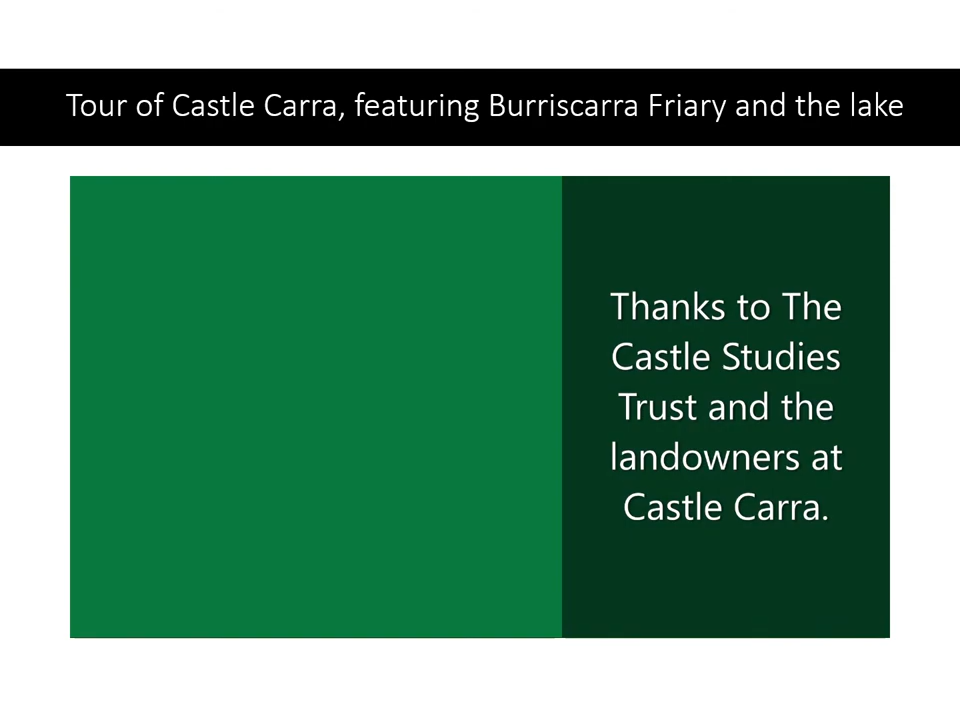 Tour of Castle Carra, featuring Burriscarra Friary and the lake
Thanks to The
Castle Studies
Trust and the
landowners at
Castle Carra.